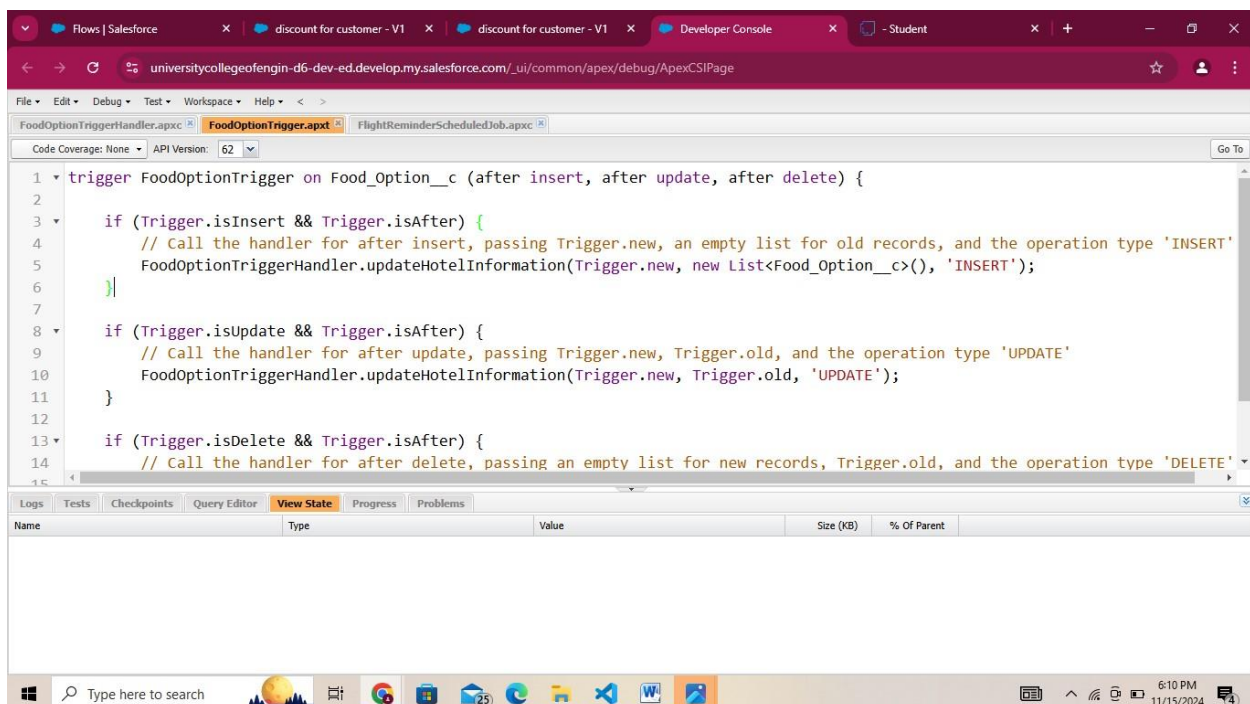 Flows | Salesforce
discount for customer - V1
discount for customer - V1
Developer Console
- Student
universitycollegeofengin-d6-dev-ed.develop.my.salesforce.com/_ui/common/apex/debug/ApexCSIPage
File Edit Debug Test Workspace Help < >
FoodOptionTriggerHandler.apxc FoodOptionTrigger.apxt FlightReminderScheduledJob.apxc
Code Coverage: None API Version: 62 Go To
1 trigger FoodOptionTrigger on Food_Option__c (after insert, after update, after delete) {
2
3 if (Trigger.isInsert && Trigger.isAfter) {
4 // Call the handler for after insert, passing Trigger.new, an empty list for old records, and the operation type 'INSERT'
5 FoodOptionTriggerHandler.updateHotelInformation(Trigger.new, new List<Food_Option__c>(), 'INSERT');
6 }
7
8 if (Trigger.isUpdate && Trigger.isAfter) {
9 // Call the handler for after update, passing Trigger.new, Trigger.old, and the operation type 'UPDATE'
10 FoodOptionTriggerHandler.updateHotelInformation(Trigger.new, Trigger.old, 'UPDATE');
11 }
12
13 if (Trigger.isDelete && Trigger.isAfter) {
14 // Call the handler for after delete, passing an empty list for new records, Trigger.old, and the operation type 'DELETE'
15
Logs Tests Checkpoints Query Editor View State Progress Problems
Name Type Value Size (KB) % Of Parent
Type here to search
25
6:10 PM
11/15/2024
4